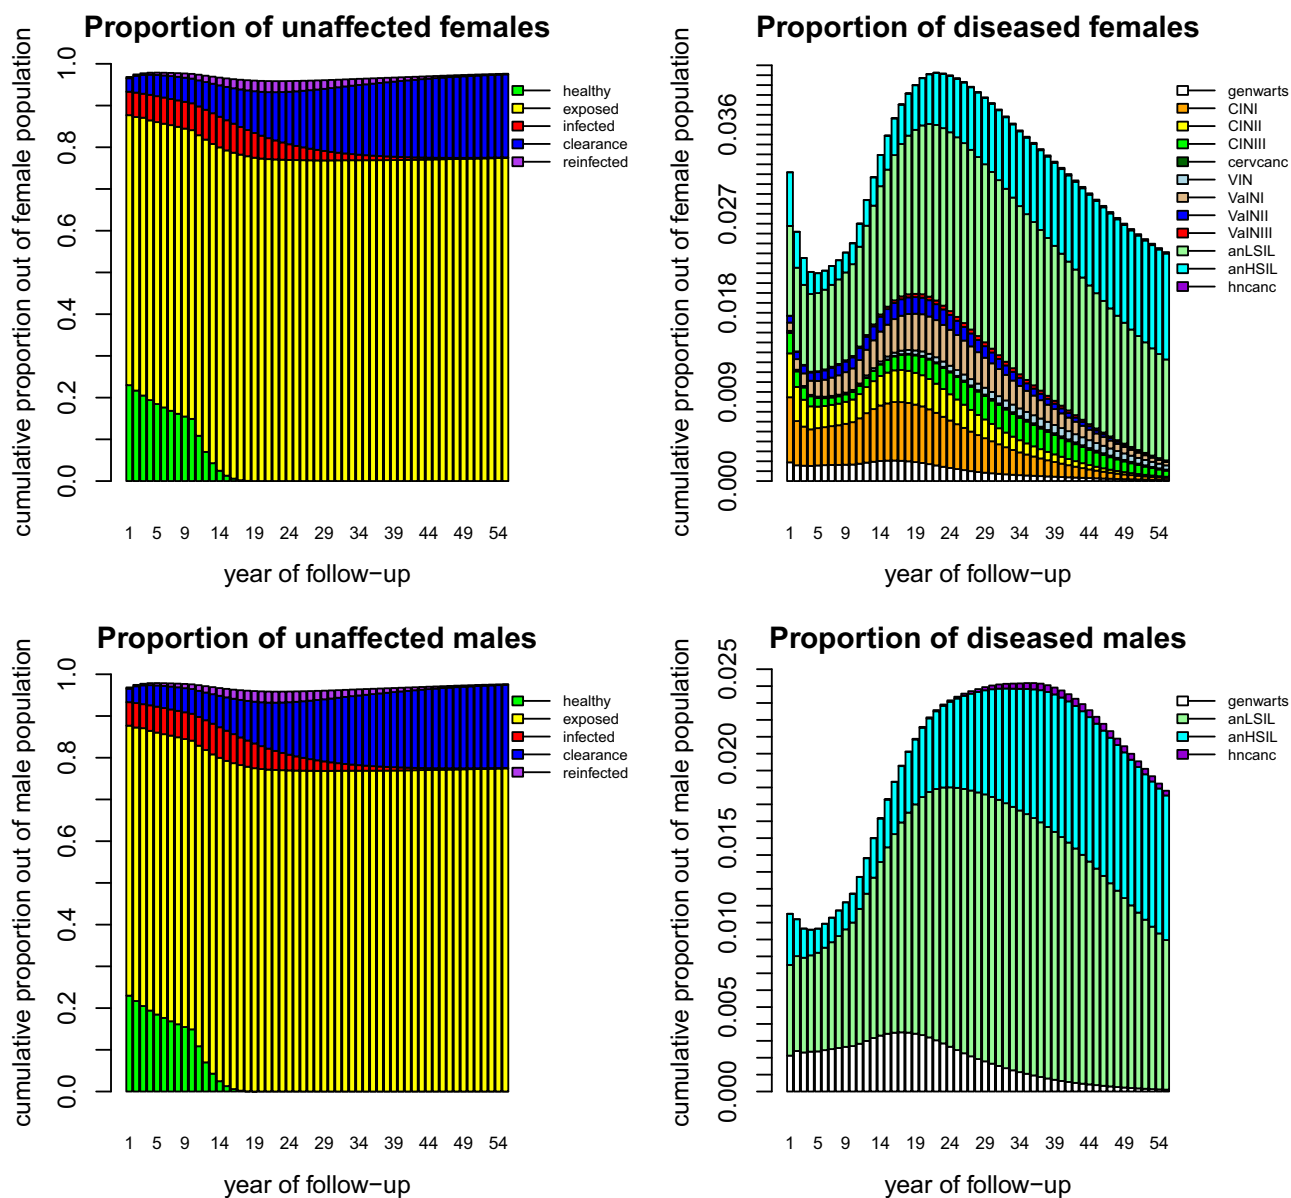 Proportion of unaffected females
cumulative proportion out of female population
0.0 0.2 0.4 0.6 0.8 1.0
healthy
exposed
infected
clearance
reinfected
1 5 9 14 19 24 29 34 39 44 49 54
year of follow−up
Proportion of diseased females
cumulative proportion out of female population
0.000 0.009 0.018 0.027 0.036
genwarts
CINI
CINII
CINIII
cervcanc
VIN
VaINI
VaINII
VaINIII
anLSIL
anHSIL
hncanc
1 5 9 14 19 24 29 34 39 44 49 54
year of follow−up
Proportion of unaffected males
cumulative proportion out of male population
0.0 0.2 0.4 0.6 0.8 1.0
healthy
exposed
infected
clearance
reinfected
1 5 9 14 19 24 29 34 39 44 49 54
year of follow−up
Proportion of diseased males
cumulative proportion out of male population
0.000 0.005 0.010 0.015 0.020 0.025
genwarts
anLSIL
anHSIL
hncanc
1 5 9 14 19 24 29 34 39 44 49 54
year of follow−up